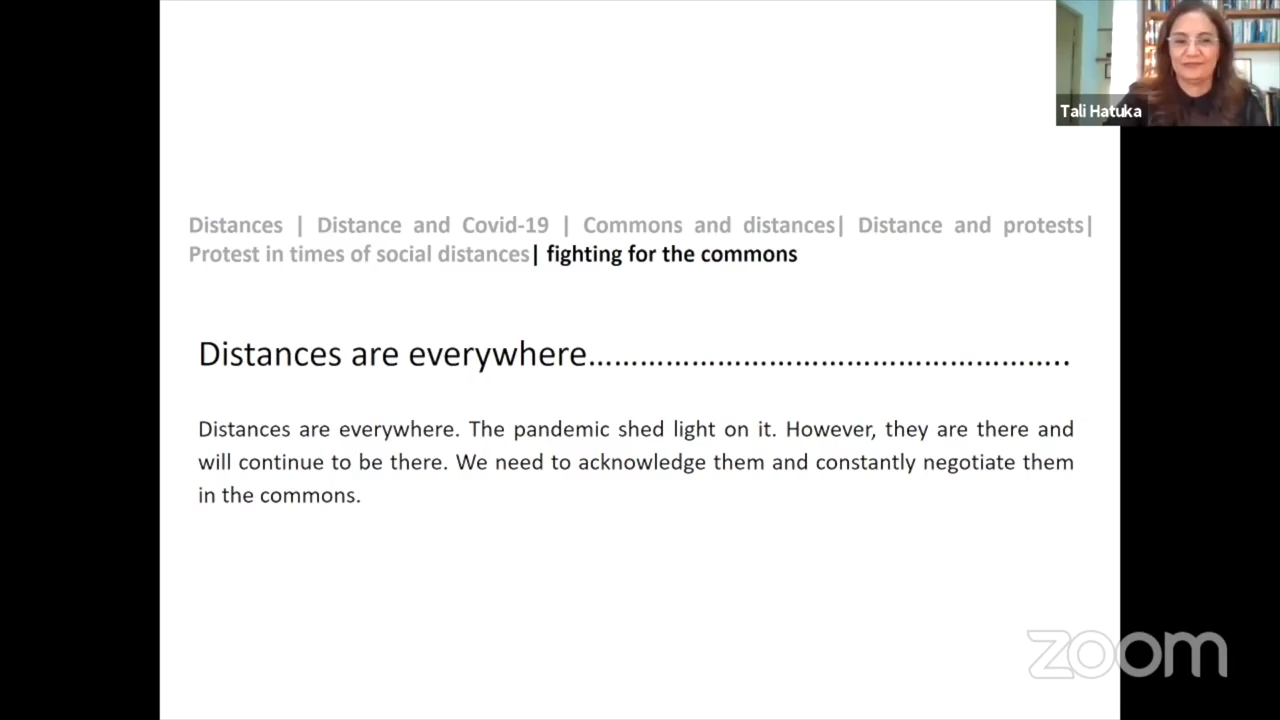 Tali Hatuka
Distances | Distance and Covid-19 | Commons and distances| Distance and protests|
Protest in times of social distances| fighting for the commons
Distances are everywhere…………………………………………………..
Distances are everywhere. The pandemic shed light on it. However, they are there and
will continue to be there. We need to acknowledge them and constantly negotiate them
in the commons.
zoom